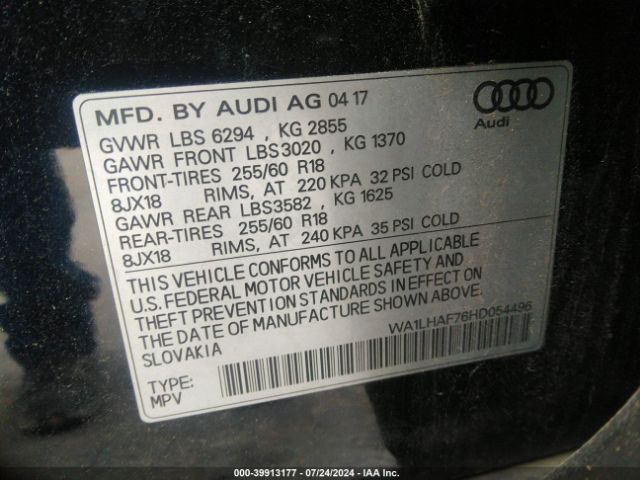 MFD. BY AUDI AG 04 17
Audi
GVWR LBS 6294 , KG 2855
GAWR FRONT LBS3020 , KG 1370
FRONT-TIRES 255/60 R18
8JX18 RIMS, AT 220 KPA 32 PSI COLD
GAWR REAR LBS3582 , KG 1625
REAR-TIRES 255/60 R18
8JX18 RIMS, AT 240 KPA 35 PSI COLD
THIS VEHICLE CONFORMS TO ALL APPLICABLE
U.S. FEDERAL MOTOR VEHICLE SAFETY AND
THEFT PREVENTION STANDARDS IN EFFECT ON
THE DATE OF MANUFACTURE SHOWN ABOVE.
SLOVAKIA
WA1LHAF76HD054496
TYPE:
MPV
000-39913177 - 07/24/2024 - IAA Inc.